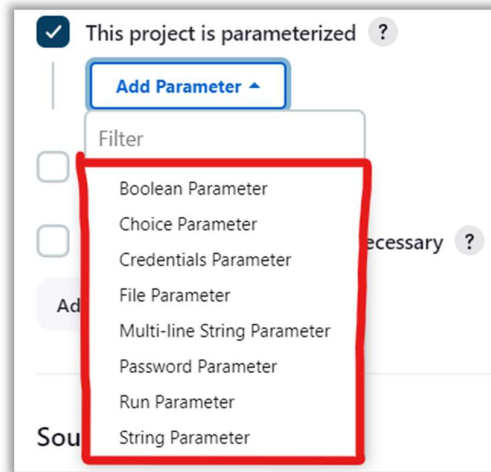 This project is parameterized ?
Add Parameter
Filter
Boolean Parameter
Choice Parameter
Credentials Parameter
ecessary ?
File Parameter
Ad
Multi-line String Parameter
Password Parameter
Run Parameter
Sou
String Parameter